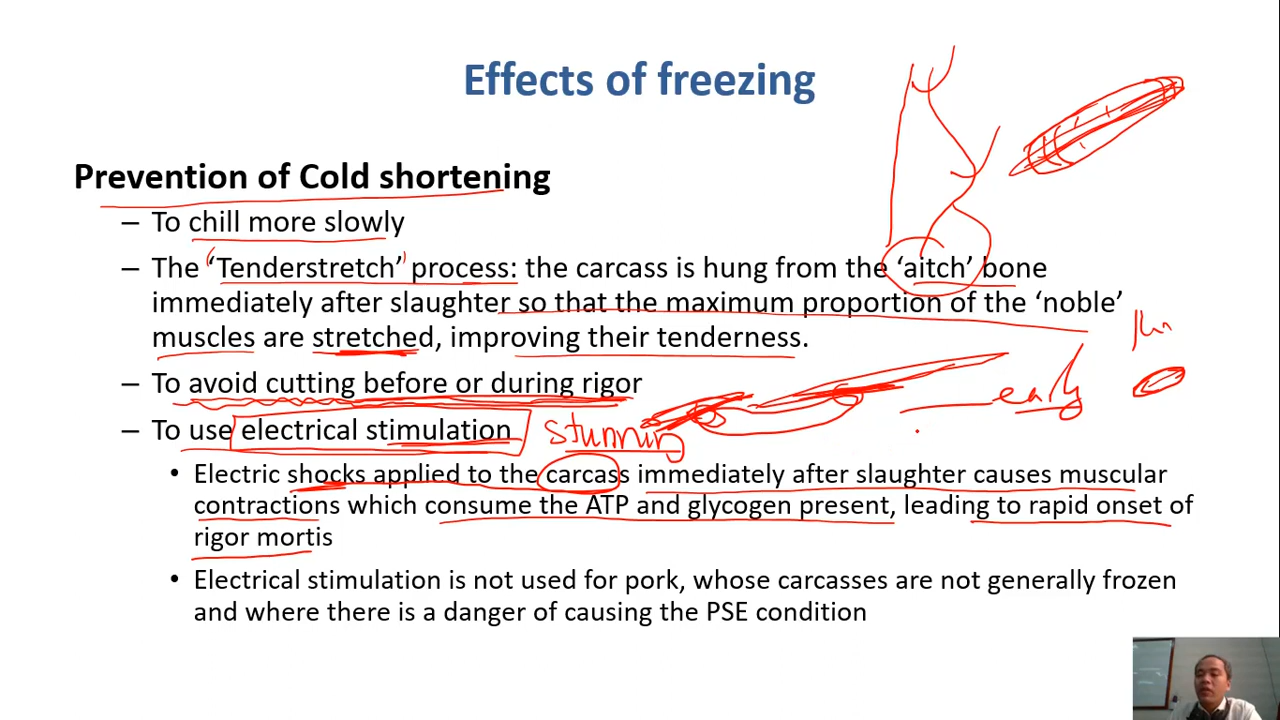 Effects of freezing
Prevention of Cold shortening
– To chill more slowly
– The ‘Tenderstretch’ process: the carcass is hung from the ‘aitch’ bone
immediately after slaughter so that the maximum proportion of the ‘noble’
muscles are stretched, improving their tenderness.
– To avoid cutting before or during rigor
early
– To use electrical stimulation stunning
• Electric shocks applied to the carcass immediately after slaughter causes muscular
contractions which consume the ATP and glycogen present, leading to rapid onset of
rigor mortis
• Electrical stimulation is not used for pork, whose carcasses are not generally frozen
and where there is a danger of causing the PSE condition